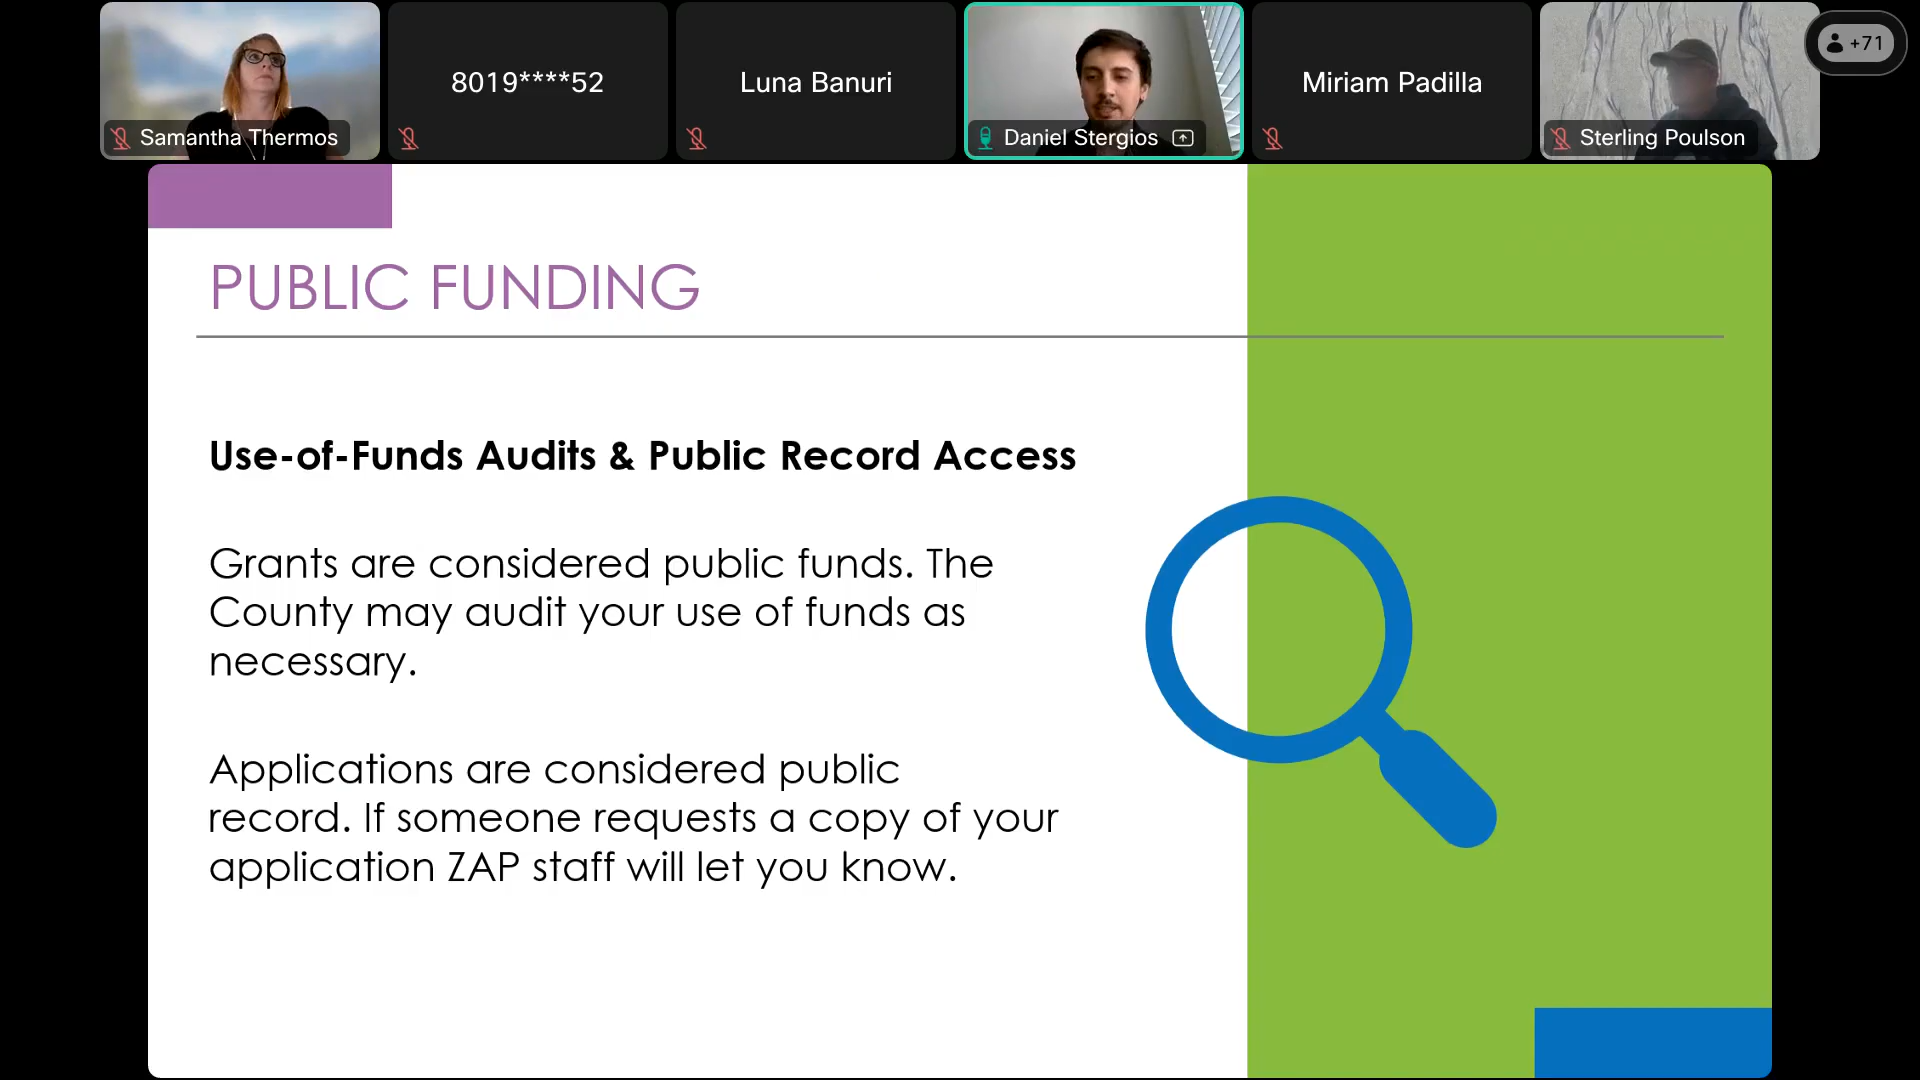 Samantha Thermos
8019****52
Luna Banuri
Daniel Stergios
Miriam Padilla
Sterling Poulson
+71
PUBLIC FUNDING
Use-of-Funds Audits & Public Record Access
Grants are considered public funds. The
County may audit your use of funds as
necessary.
Applications are considered public
record. If someone requests a copy of your
application ZAP staff will let you know.